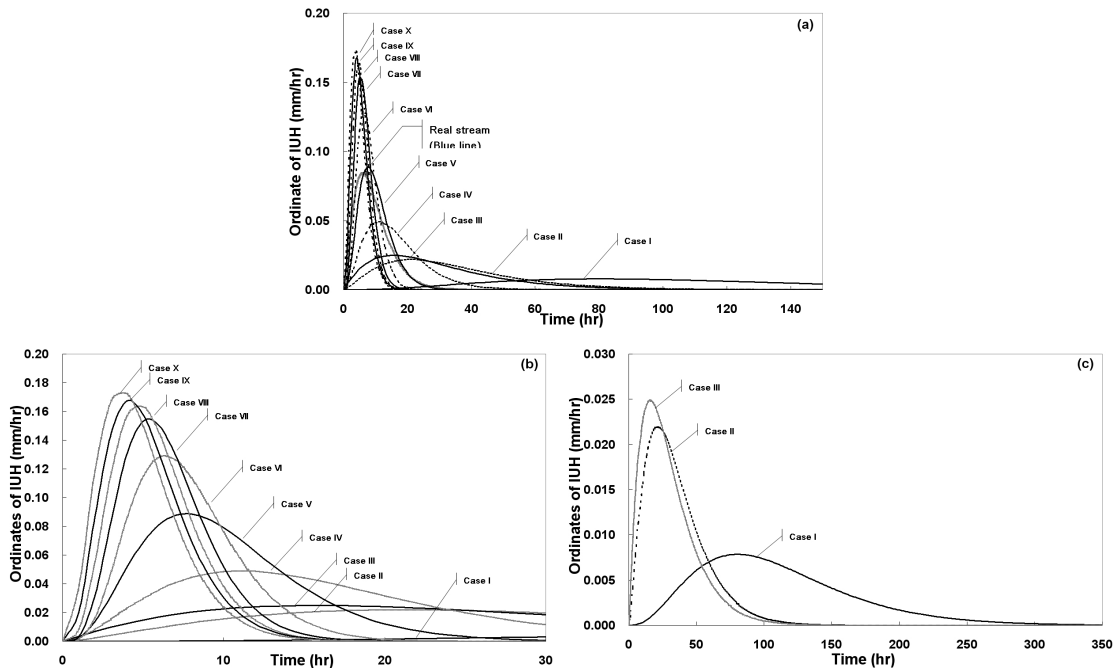 (a)
Ordinate of IUH (mm/hr)
0.20
0.15
0.10
0.05
0.00
Case X
Case IX
Case VIII
Case VII
Case VI
Real stream
(Blue line)
Case V
Case IV
Case III
Case II
Case I
0 20 40 60 80 100 120 140
Time (hr)
(b)
Ordinates of IUH (mm/hr)
0.20
0.18
0.16
0.14
0.12
0.10
0.08
0.06
0.04
0.02
0.00
Case X
Case IX
Case VIII
Case VII
Case VI
Case V
Case IV
Case III
Case II
Case I
0 10 20 30
Time (hr)
(c)
Ordinates of IUH (mm/hr)
0.030
0.025
0.020
0.015
0.010
0.005
0.000
Case III
Case II
Case I
0 50 100 150 200 250 300 350
Time (hr)